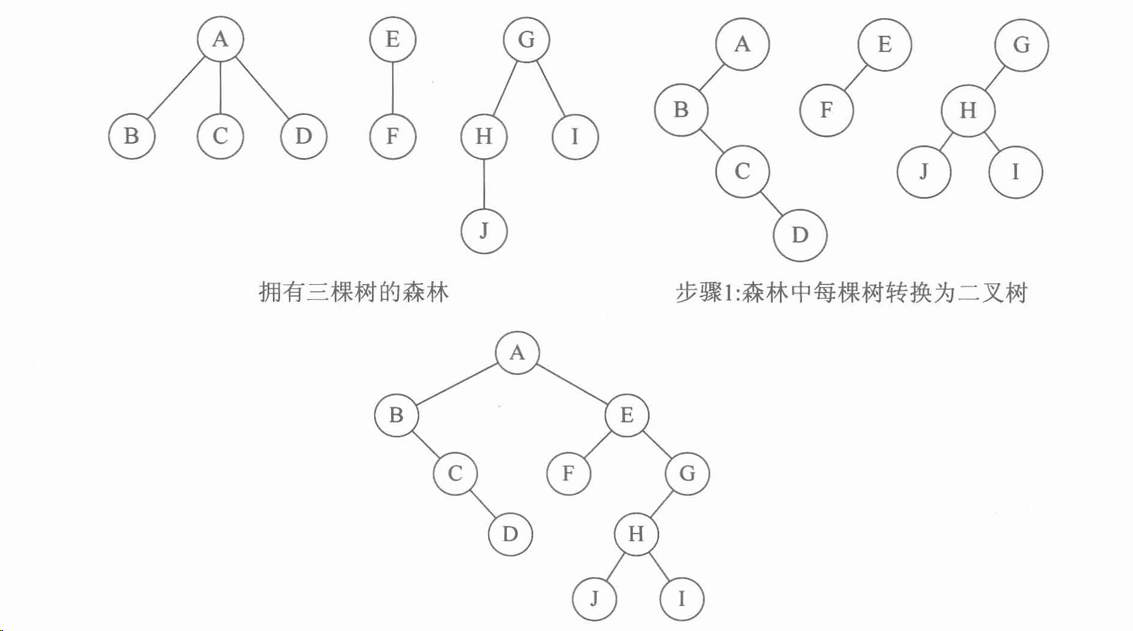 A E G
B C D F H I
J
A E G
B F H
C J I
D
拥有三棵树的森林
步骤1:森林中每棵树转换为二叉树
A
B E
C F G
D H
J I